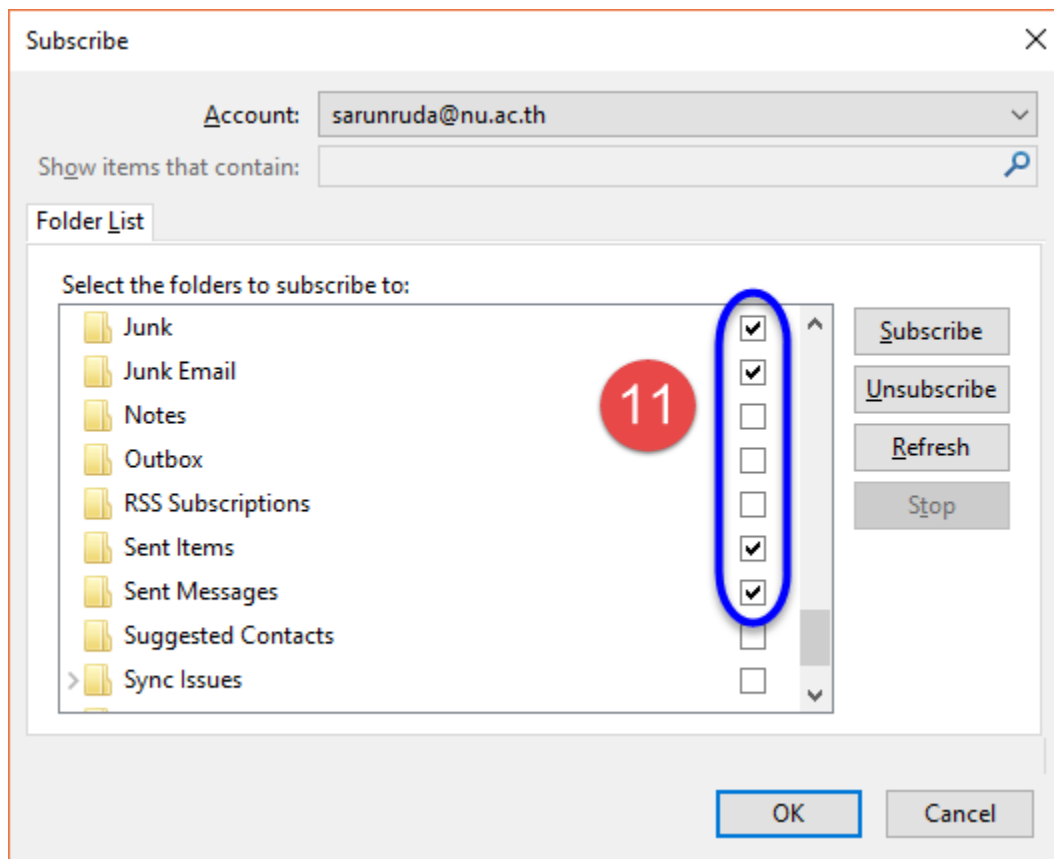 Subscribe
Account: sarunruda@nu.ac.th
Show items that contain:
Folder List
Select the folders to subscribe to:
Junk
Junk Email
Notes
Outbox
RSS Subscriptions
Sent Items
Sent Messages
Suggested Contacts
Sync Issues
11
Subscribe
Unsubscribe
Refresh
Stop
OK
Cancel